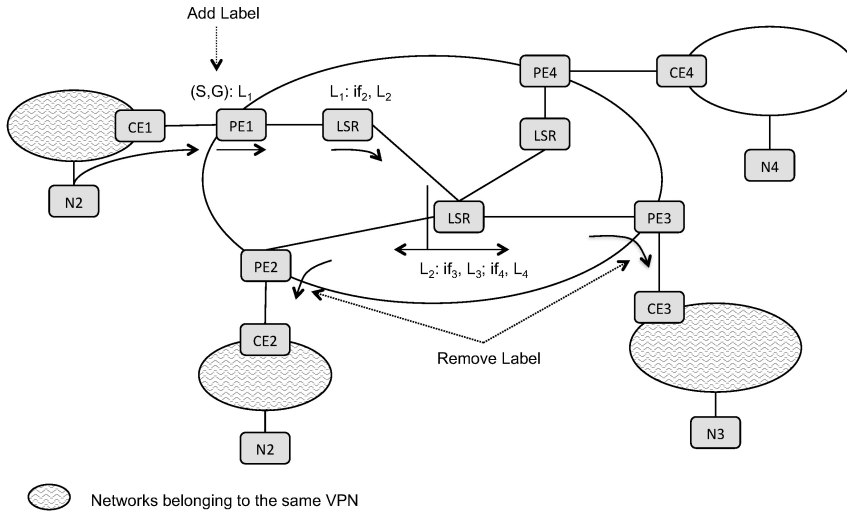 Add Label
(S,G): L₁
L₁: if₂, L₂
PE4
CE4
CE1
PE1
LSR
LSR
N4
N2
LSR
PE3
PE2
L₂: if₃, L₃; if₄, L₄
CE3
CE2
Remove Label
N3
N2
Networks belonging to the same VPN